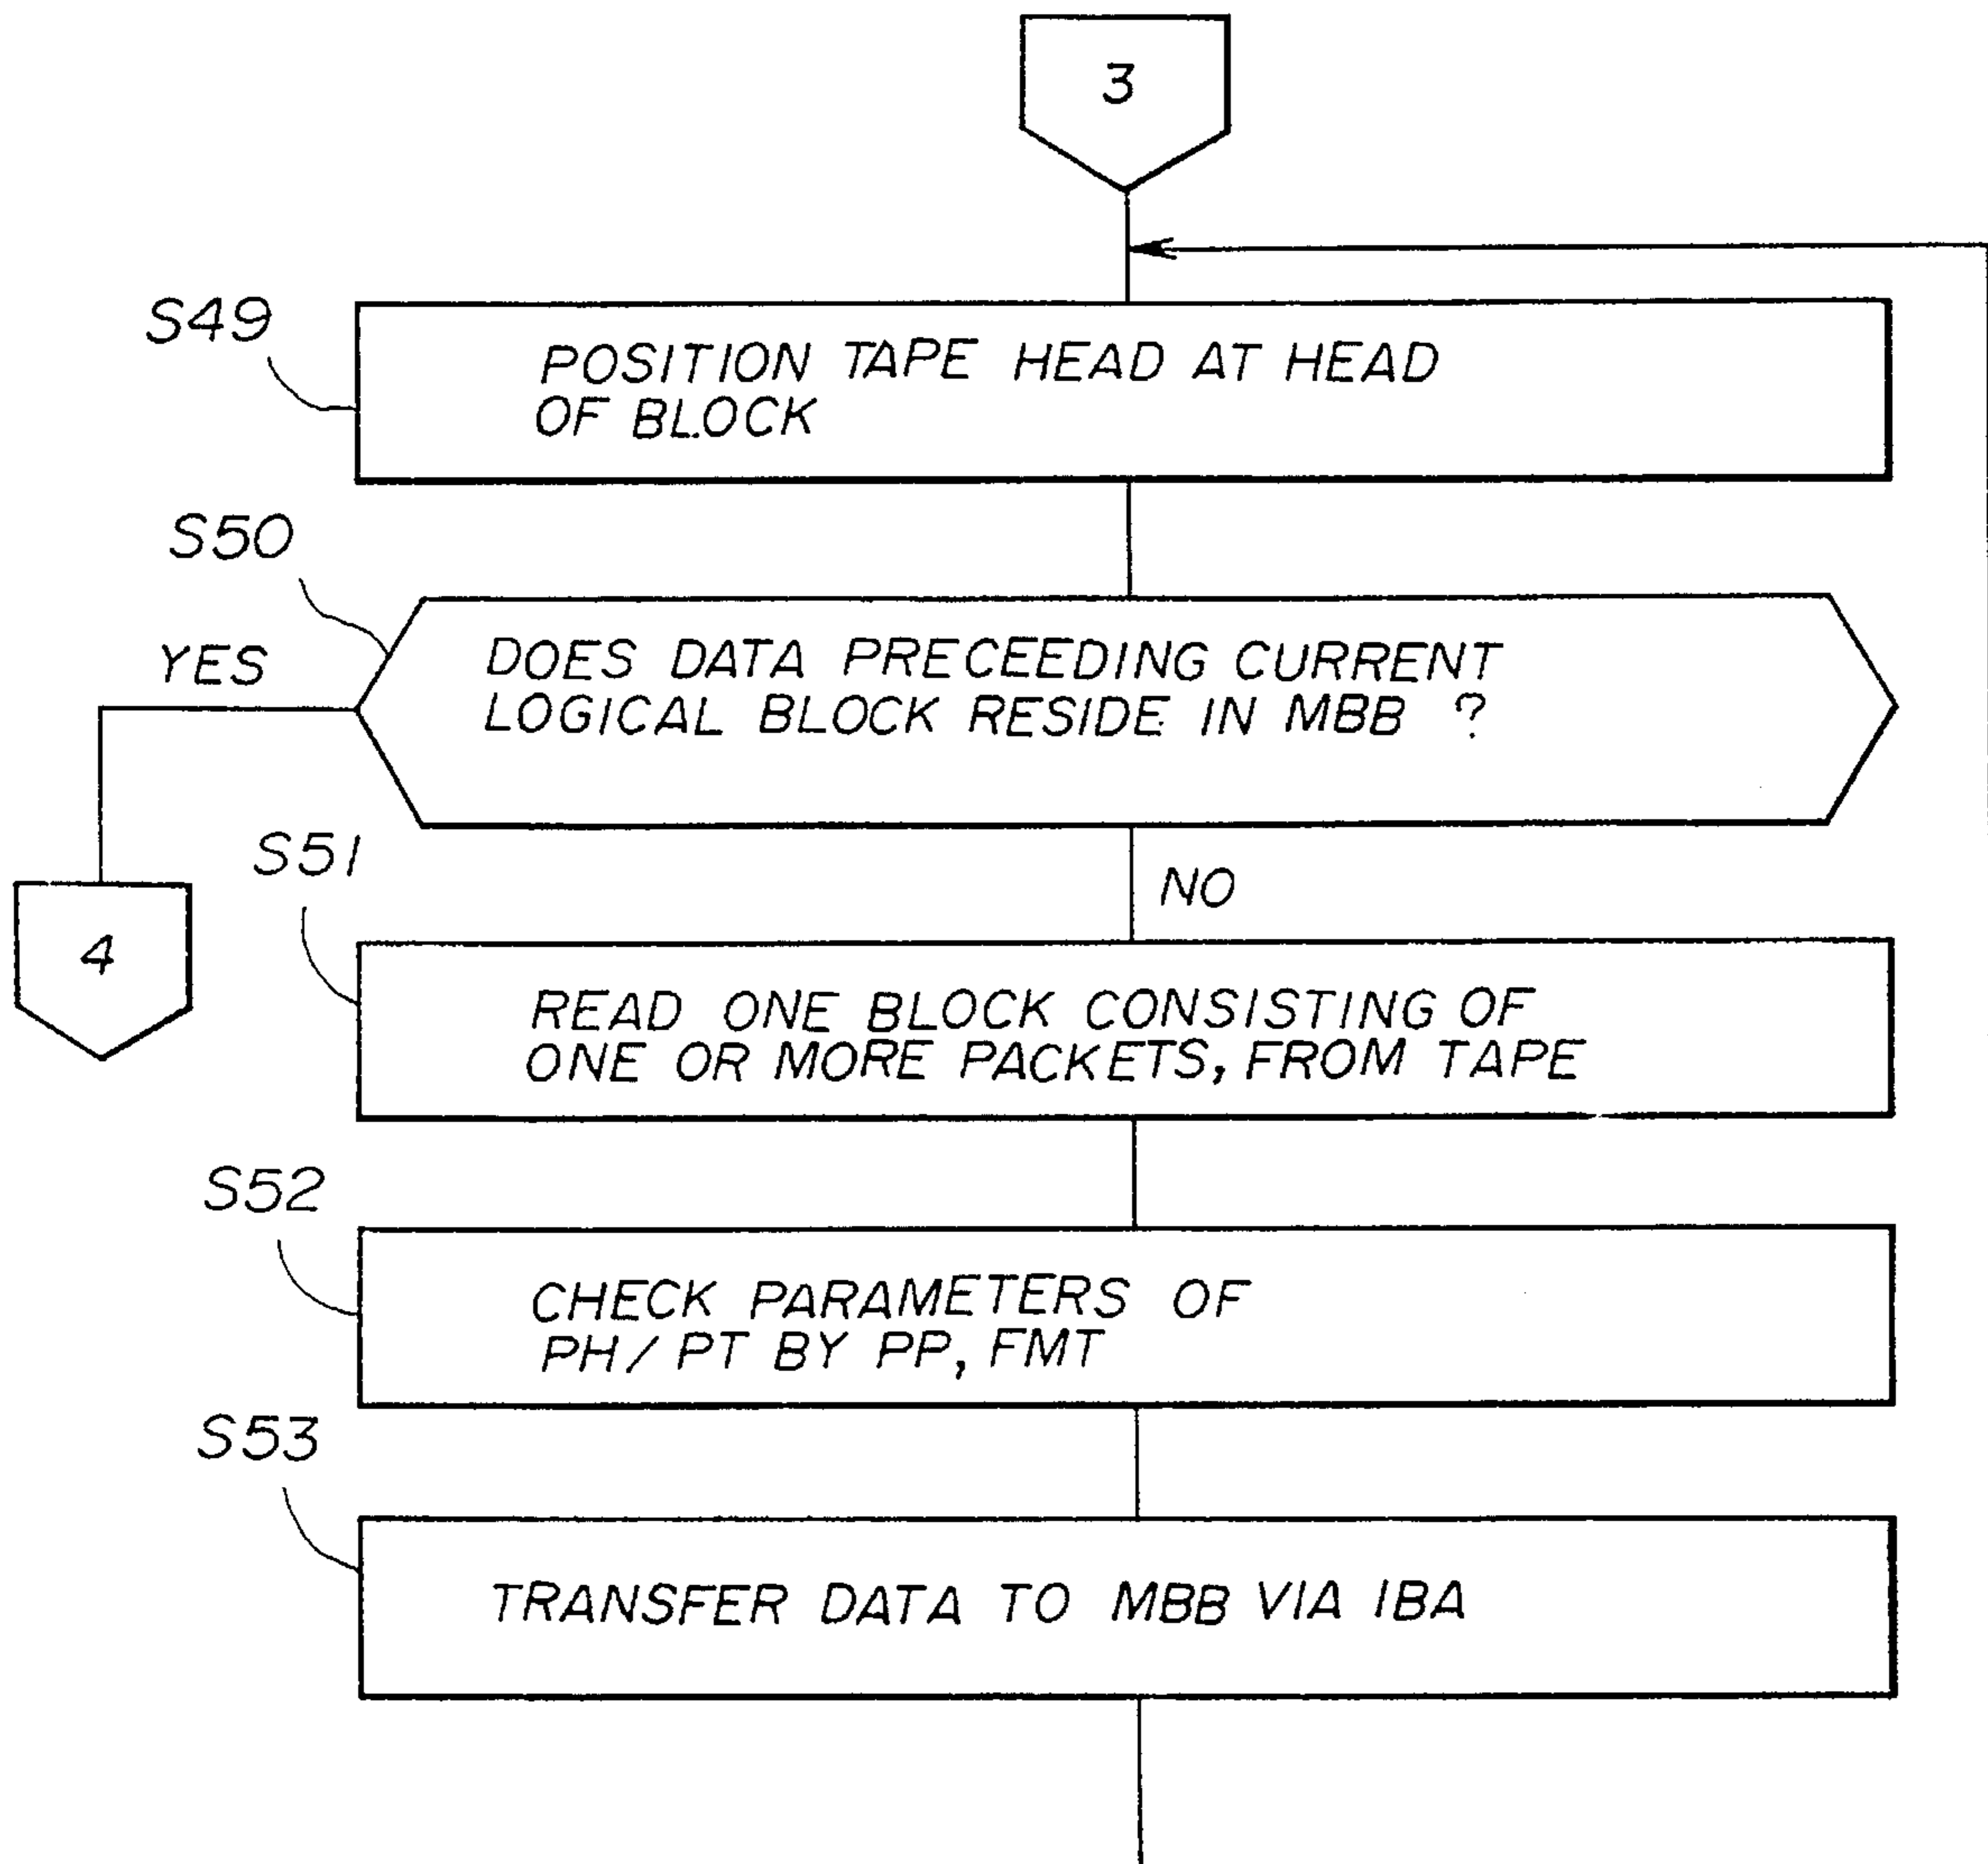 3
S49
POSITION TAPE HEAD AT HEAD
OF BLOCK
S50
YES
DOES DATA PRECEEDING CURRENT
LOGICAL BLOCK RESIDE IN MBB ?
S51
NO
4
READ ONE BLOCK CONSISTING OF
ONE OR MORE PACKETS, FROM TAPE
S52
CHECK PARAMETERS OF
PH/PT BY PP, FMT
S53
TRANSFER DATA TO MBB VIA IBA